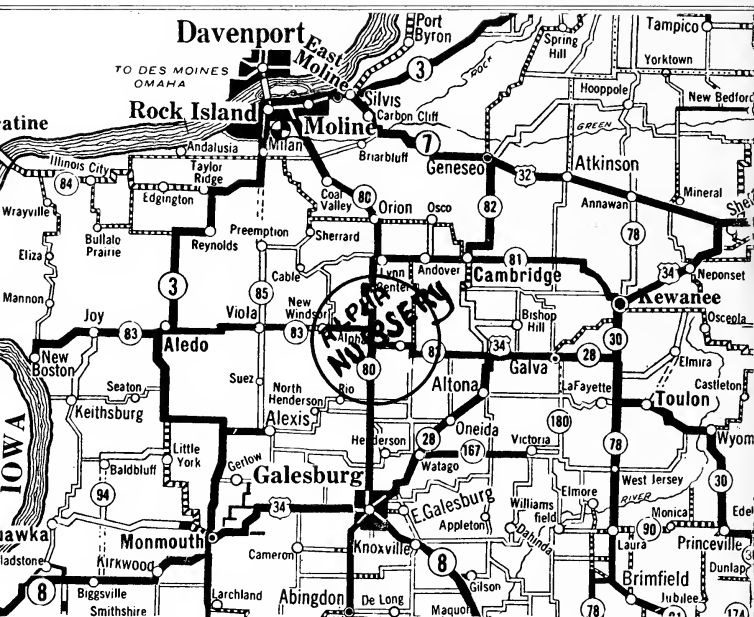 Port
Byron
Davenport
East
Moline
Spring
Hill
Tampico
3
ROCK
TO DES MOINES
OMAHA
Yorktown
Hooppole
New Bedford
Rock Island
Silvis
Carbon Cliff
Moline
GREEN
atine
Andalusia
Milan
7
Briarbluff
Geneseo
32
Atkinson
Illinois City
84
Taylor
Ridge
Edgington
Coal
Valley
80
82
Annawan
Mineral
Wrayville
Orion
Osco
78
Buffalo
Prairie
Reynolds
Preemption
Sherrard
Eliza
Cable
Lynn
Center
Andover
81
Cambridge
34
Neponset
Mannon
3
85
New
Windsor
ALPHA
NURSERY
Bishop
Hill
Kewanee
Joy
83
Viola
83
Alpha
Osceola
Aledo
34
30
New
Boston
80
82
Galva
28
Elmira
Seaton
Suez
North
Henderson
Rio
Altona
LaFayette
Castleton
Keithsburg
Alexis
Toulon
IOWA
Oneida
180
Henderson
28
167
Victoria
78
Wyom
Little
York
Baldbluff
Gerlow
Watago
Galesburg
West Jersey
94
34
E.Galesburg
Williams
field
Elmore
RIVER
30
Appleton
Monica
Edel
uawka
Monmouth
Dahinda
90
Laura
Princeville
Cameron
Knoxville
ladstone
Kirkwood
8
Brimfield
Dunlap
8
Biggsville
Gilson
Smithshire
Larchland
Abingdon
De Long
Maquon
78
Jubilee
174